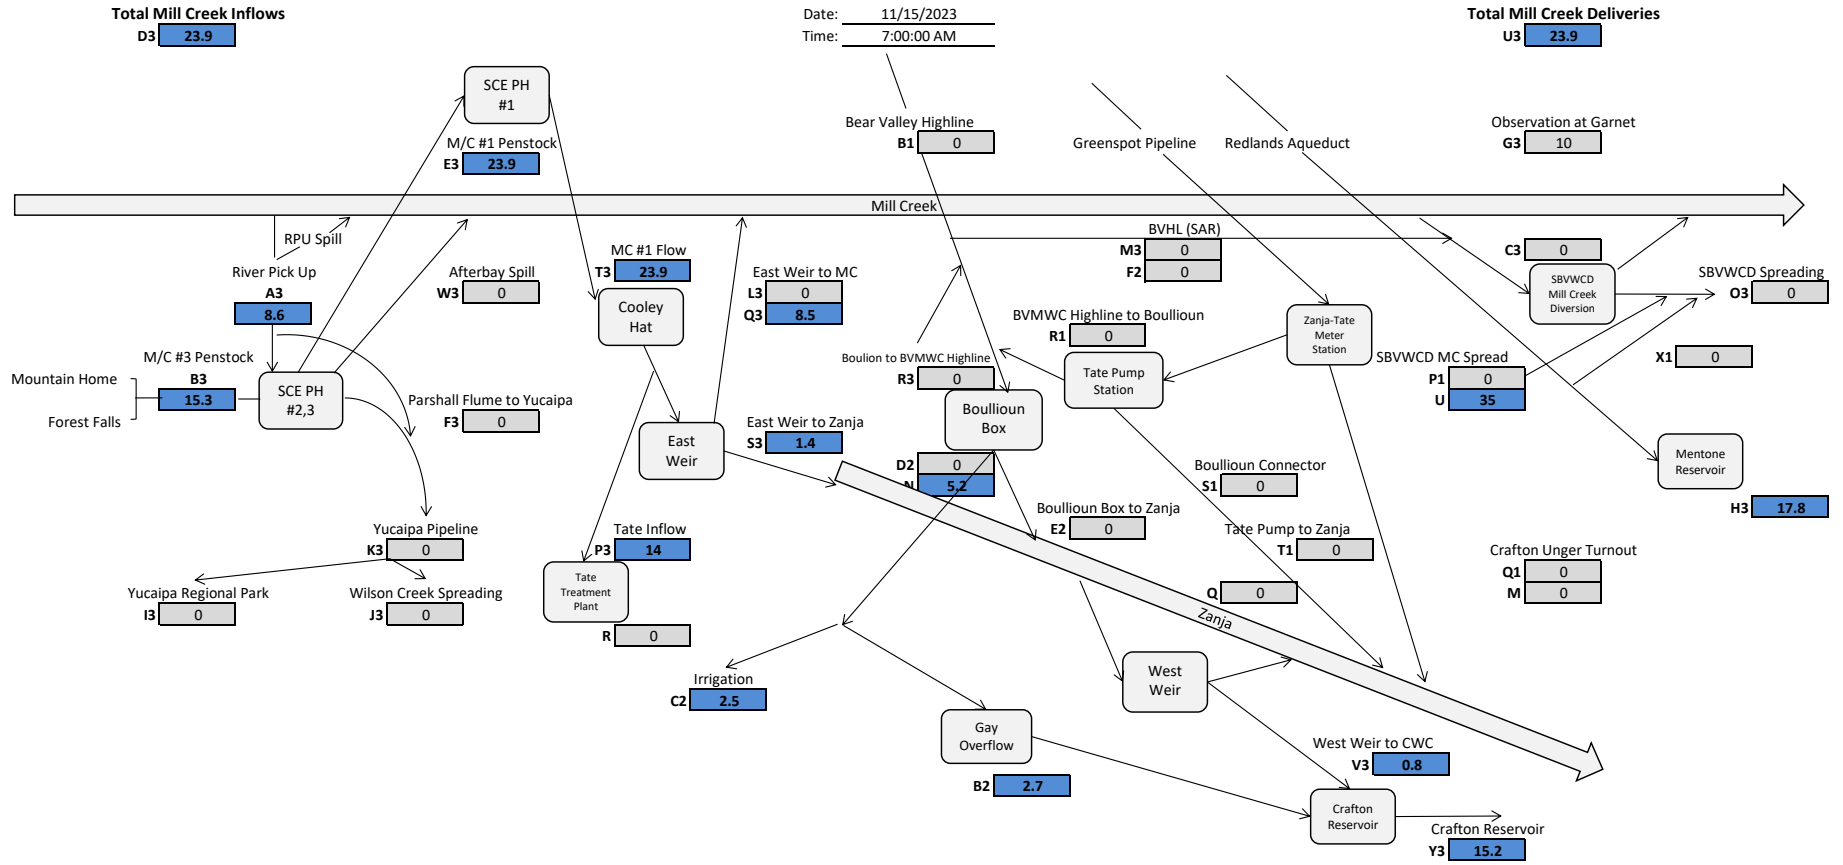 Total Mill Creek Inflows
D3 23.9
Date: 11/15/2023
Time: 7:00:00 AM
Total Mill Creek Deliveries
U3 23.9
SCE PH
#1
M/C #1 Penstock
E3 23.9
Bear Valley Highline
B1 0
Greenspot Pipeline
Redlands Aqueduct
Observation at Garnet
G3 10
Mill Creek
RPU Spill
River Pick Up
A3
8.6
Afterbay Spill
W3 0
MC #1 Flow
T3 23.9
Cooley
Hat
East Weir to MC
L3 0
Q3 8.5
BVHL (SAR)
M3 0
F2 0
C3 0
SBVWCD
Mill Creek
Diversion
SBVWCD Spreading
O3 0
BVMWC Highline to Boullioun
R1 0
Zanja-Tate
Meter
Station
Boulion to BVMWC Highline
R3 0
Tate Pump
Station
SBVWCD MC Spread
P1 0
U 35
X1 0
M/C #3 Penstock
B3
15.3
Mountain Home
Forest Falls
SCE PH
#2,3
Parshall Flume to Yucaipa
F3 0
East
Weir
East Weir to Zanja
S3 1.4
Boullioun
Box
D2 0
N 5.2
Boullioun Connector
S1 0
Mentone
Reservoir
H3 17.8
Boullioun Box to Zanja
E2 0
Tate Pump to Zanja
T1 0
Yucaipa Pipeline
K3 0
Tate Inflow
P3 14
Tate
Treatment
Plant
R 0
Crafton Unger Turnout
Q1 0
M 0
Yucaipa Regional Park
I3 0
Wilson Creek Spreading
J3 0
Q 0
Zanja
Irrigation
C2 2.5
West
Weir
Gay
Overflow
B2 2.7
West Weir to CWC
V3 0.8
Crafton
Reservoir
Crafton Reservoir
Y3 15.2